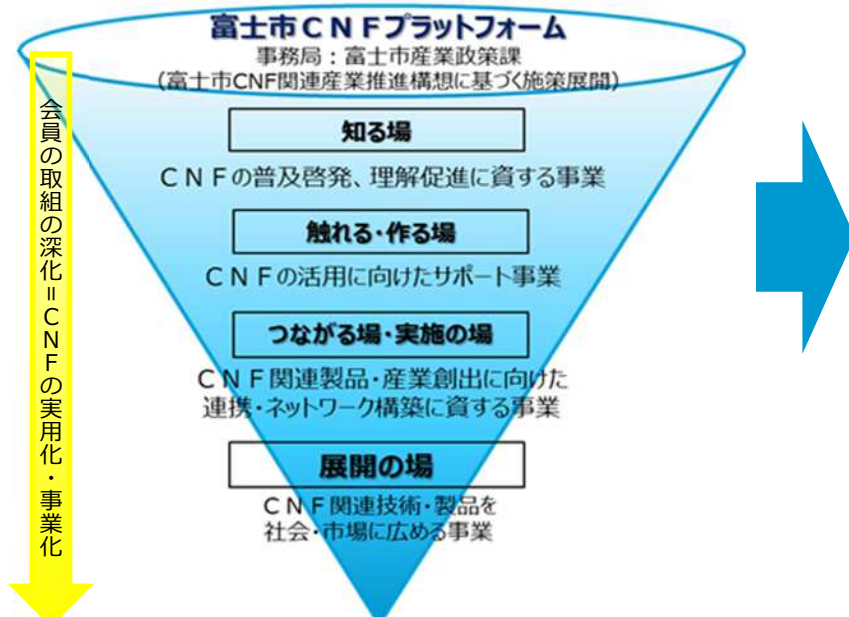 富士市CNFプラットフォーム
事務局：富士市産業政策課
（富士市CNF関連産業推進構想に基づく施策展開）
知る場
CNFの普及啓発、理解促進に資する事業
触れる・作る場
CNFの活用に向けたサポート事業
つながる場・実施の場
CNF関連製品・産業創出に向けた
連携・ネットワーク構築に資する事業
展開の場
CNF関連技術・製品を
社会・市場に広める事業
会員の取組の深化＝CNFの実用化・事業化